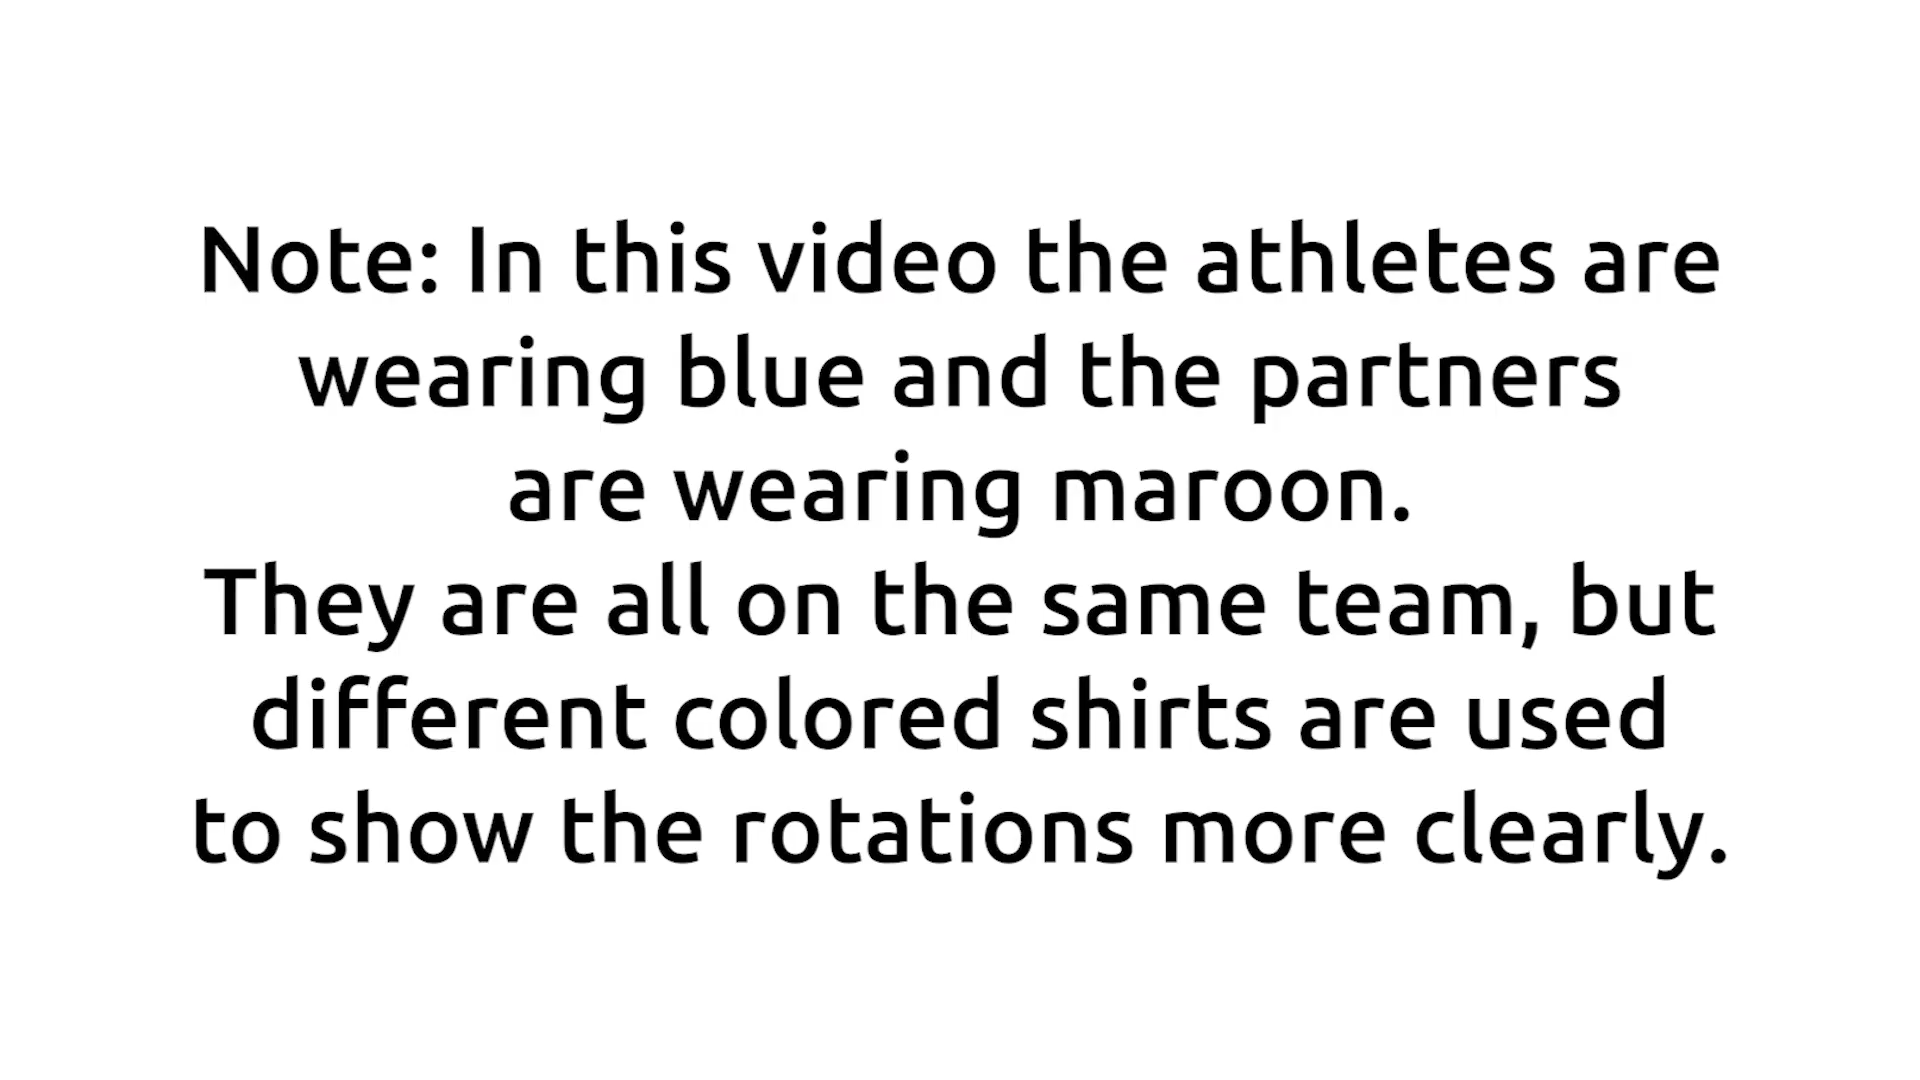 Note: In this video the athletes are
wearing blue and the partners
are wearing maroon.
They are all on the same team, but
different colored shirts are used
to show the rotations more clearly.